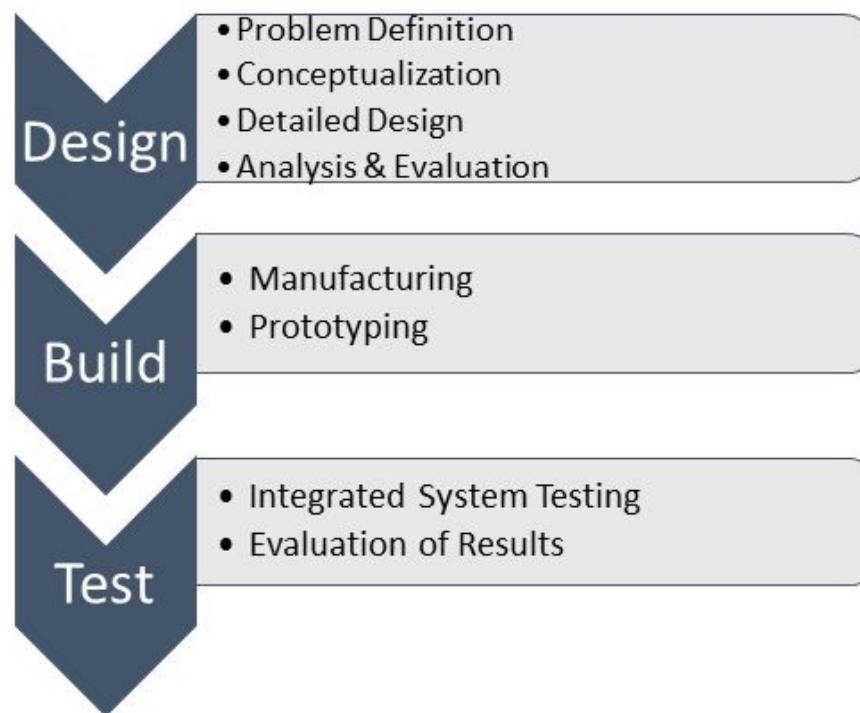 Design
•Problem Definition
•Conceptualization
•Detailed Design
•Analysis & Evaluation
Build
• Manufacturing
• Prototyping
Test
• Integrated System Testing
• Evaluation of Results